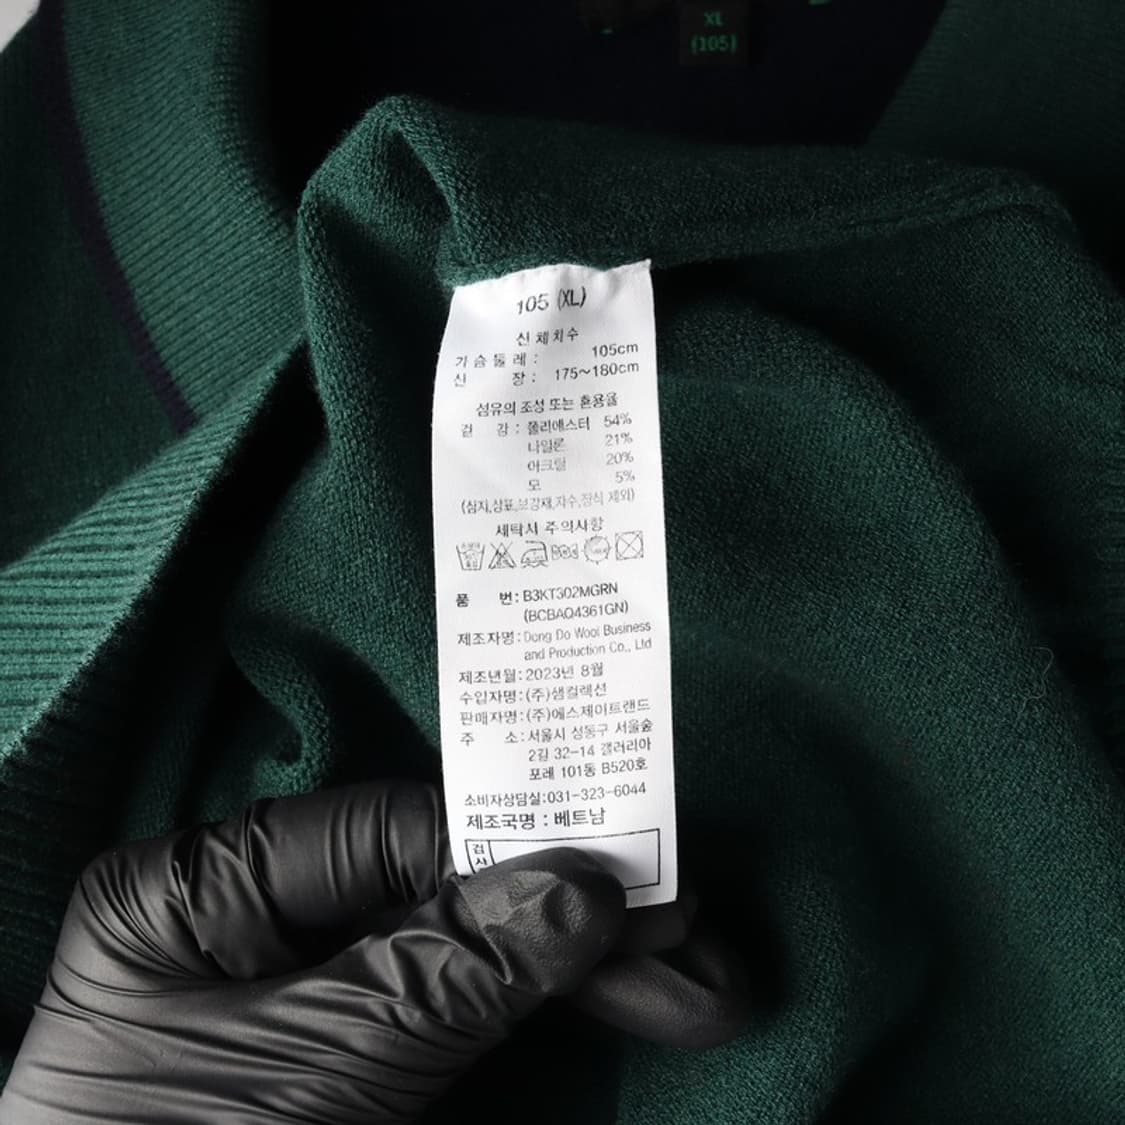 XL
(105)
105 (XL)
신체치수
가슴둘레 : 105cm
신 장 : 175~180cm
섬유의 조성 또는 혼용율
겉 감 : 폴리에스터 54%
나일론 21%
아크릴 20%
모 5%
(심지,상표,보강재,자수,장식 제외)
세탁시 주의사항
품 번: B3KT302MGRN
(BCBAQ4361GN)
제조자명: Dong Do Wool Business
and Production Co., Ltd
제조년월: 2023년 8월
수입자명: (주)샘컬렉션
판매자명: (주)에스제이트랜드
주 소: 서울시 성동구 서울숲
2길 32-14 갤러리아
포레 101동 B520호
소비자상담실: 031-323-6044
제조국명 : 베트남
검
사